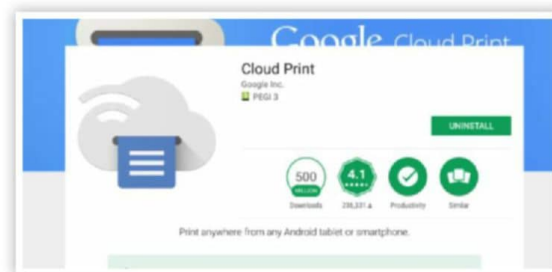 Google Cloud Print
Cloud Print
Google Inc.
PEGI 3
UNINSTALL
500
MILLION
4.1
Downloads
Productivity
Similar
Print anywhere from any Android tablet or smartphone.